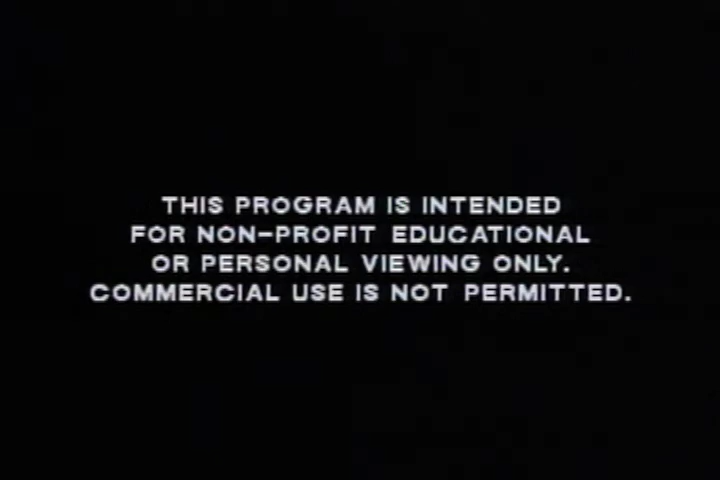 THIS PROGRAM IS INTENDED
FOR NON-PROFIT EDUCATIONAL
OR PERSONAL VIEWING ONLY.
COMMERCIAL USE IS NOT PERMITTED.